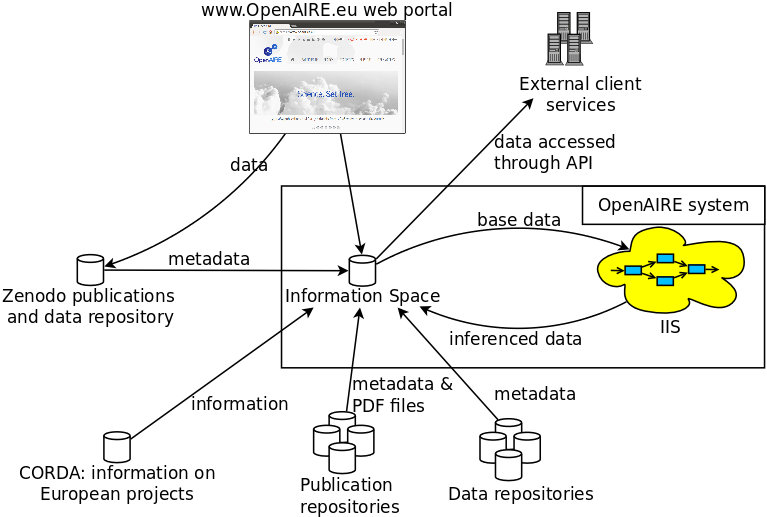 www.OpenAIRE.eu web portal
OpenAIRE
Science. Set free.
External client
services
data accessed
through API
data
OpenAIRE system
base data
metadata
Zenodo publications
and data repository
Information Space
IIS
inferenced data
information
metadata &
PDF files
metadata
CORDA: information on
European projects
Publication
repositories
Data repositories